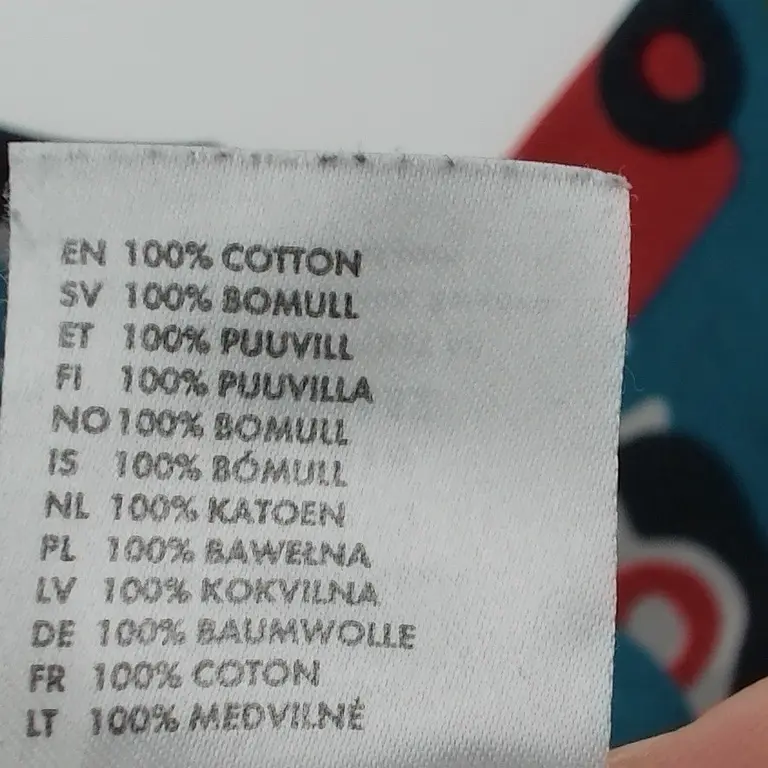 EN 100% COTTON
SV 100% BOMULL
ET 100% PUUVILL
FI 100% PUUVILLA
NO 100% BOMULL
IS 100% BÓMULL
NL 100% KATOEN
PL 100% BAWEŁNA
LV 100% KOKVILNA
DE 100% BAUMWOLLE
FR 100% COTON
LT 100% MEDVILNĖ